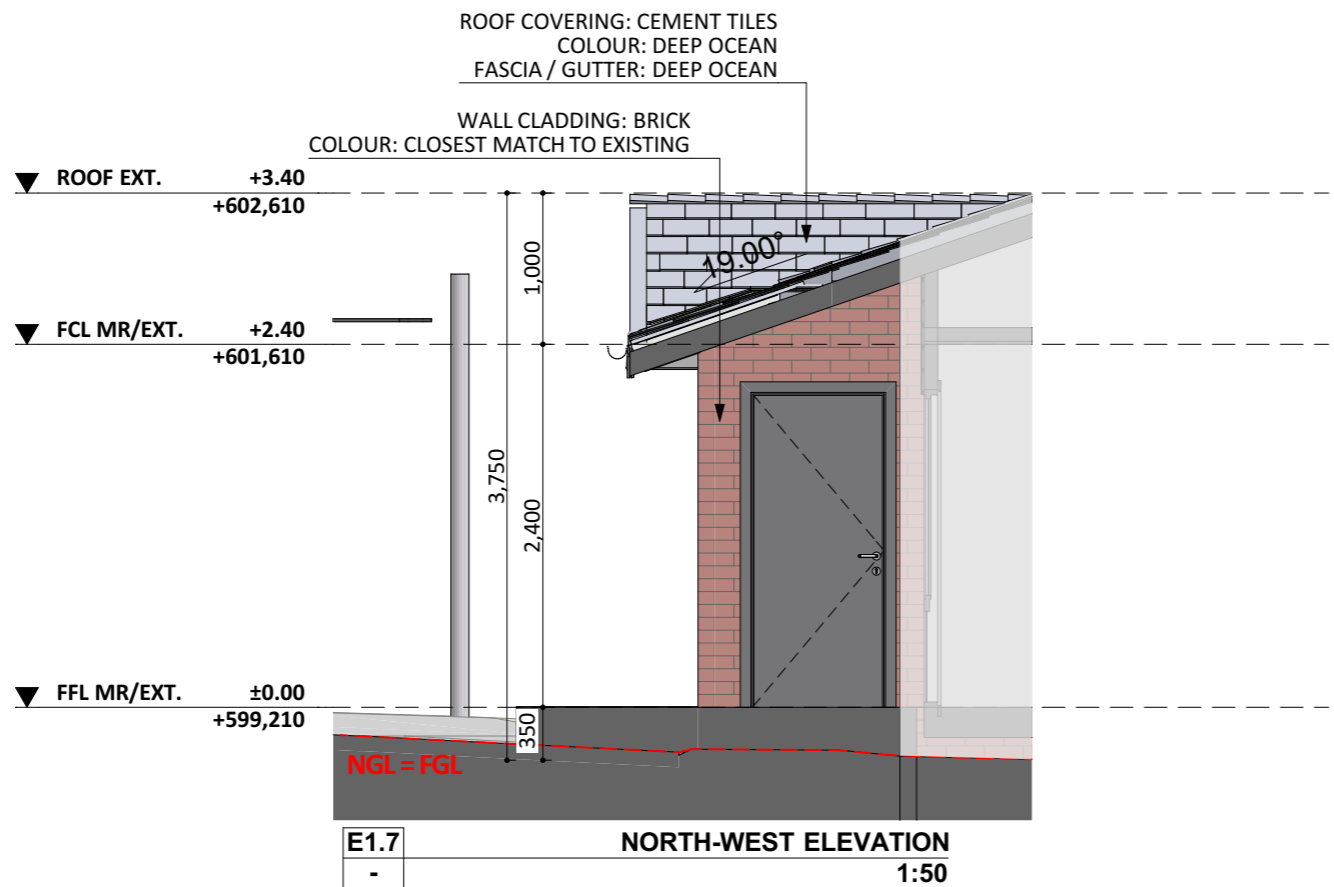 ROOF COVERING: CEMENT TILES
COLOUR: DEEP OCEAN
FASCIA / GUTTER: DEEP OCEAN
WALL CLADDING: BRICK
COLOUR: CLOSEST MATCH TO EXISTING
ROOF EXT. +3.40
+602,610
1,000
19.00°
FCL MR/EXT. +2.40
+601,610
3,750
2,400
FFL MR/EXT. ±0.00
+599,210
350
NGL = FGL
E1.7 NORTH-WEST ELEVATION
- 1:50